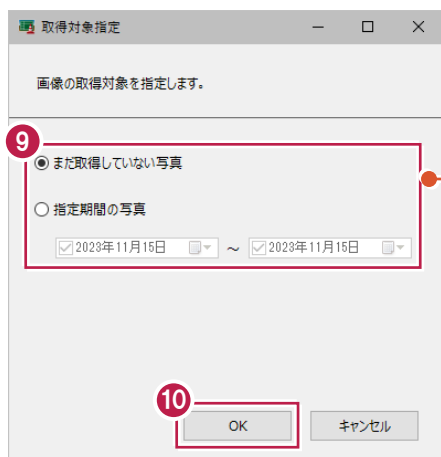 取得対象指定
画像の取得対象を指定します。
9
まだ取得していない写真
指定期間の写真
2023年11月15日 ～ 2023年11月15日
10
OK キャンセル